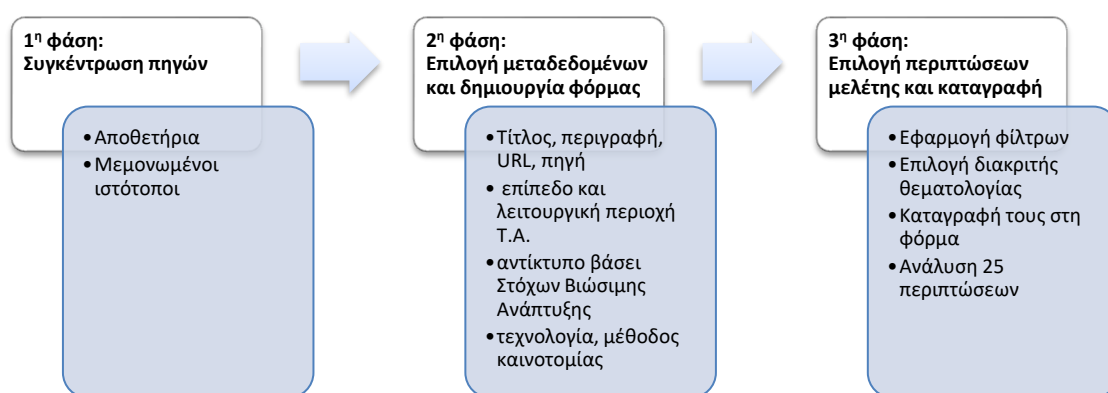 1η φάση:
Συγκέντρωση πηγών
•Αποθετήρια
•Μεμονωμένοι
ιστότοποι
2η φάση:
Επιλογή μεταδεδομένων
και δημιουργία φόρμας
•Τίτλος, περιγραφή,
URL, πηγή
• επίπεδο και
λειτουργική περιοχή
Τ.Α.
•αντίκτυπο βάσει
Στόχων Βιώσιμης
Ανάπτυξης
•τεχνολογία, μέθοδος
καινοτομίας
3η φάση:
Επιλογή περιπτώσεων
μελέτης και καταγραφή
•Εφαρμογή φίλτρων
•Επιλογή διακριτής
θεματολογίας
•Καταγραφή τους στη
φόρμα
•Ανάλυση 25
περιπτώσεων